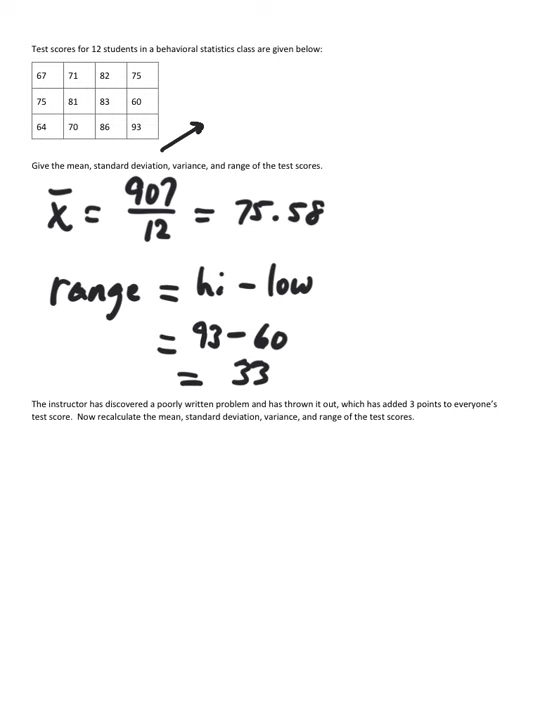 Test scores for 12 students in a behavioral statistics class are given below:
67 71 82 75
75 81 83 60
64 70 86 93
Give the mean, standard deviation, variance, and range of the test scores.
x̄ = 907/12 = 75.58
range = hi - low
= 93 - 60
= 33
The instructor has discovered a poorly written problem and has thrown it out, which has added 3 points to everyone's
test score. Now recalculate the mean, standard deviation, variance, and range of the test scores.